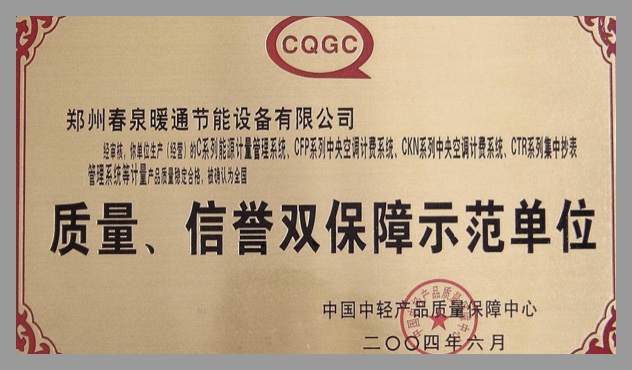 CQGC
郑州春泉暖通节能设备有限公司
经审核，你单位生产（经营）的C系列能源计量管理系统、CFP系列中央空调计费系统、CKN系列中央空调计费系统、CTR系列集中抄表
管理系统等计量产品质量稳定合格，被确认为全国
质量、信誉双保障示范单位
中国中轻产品质量保障中心
二〇〇四年六月